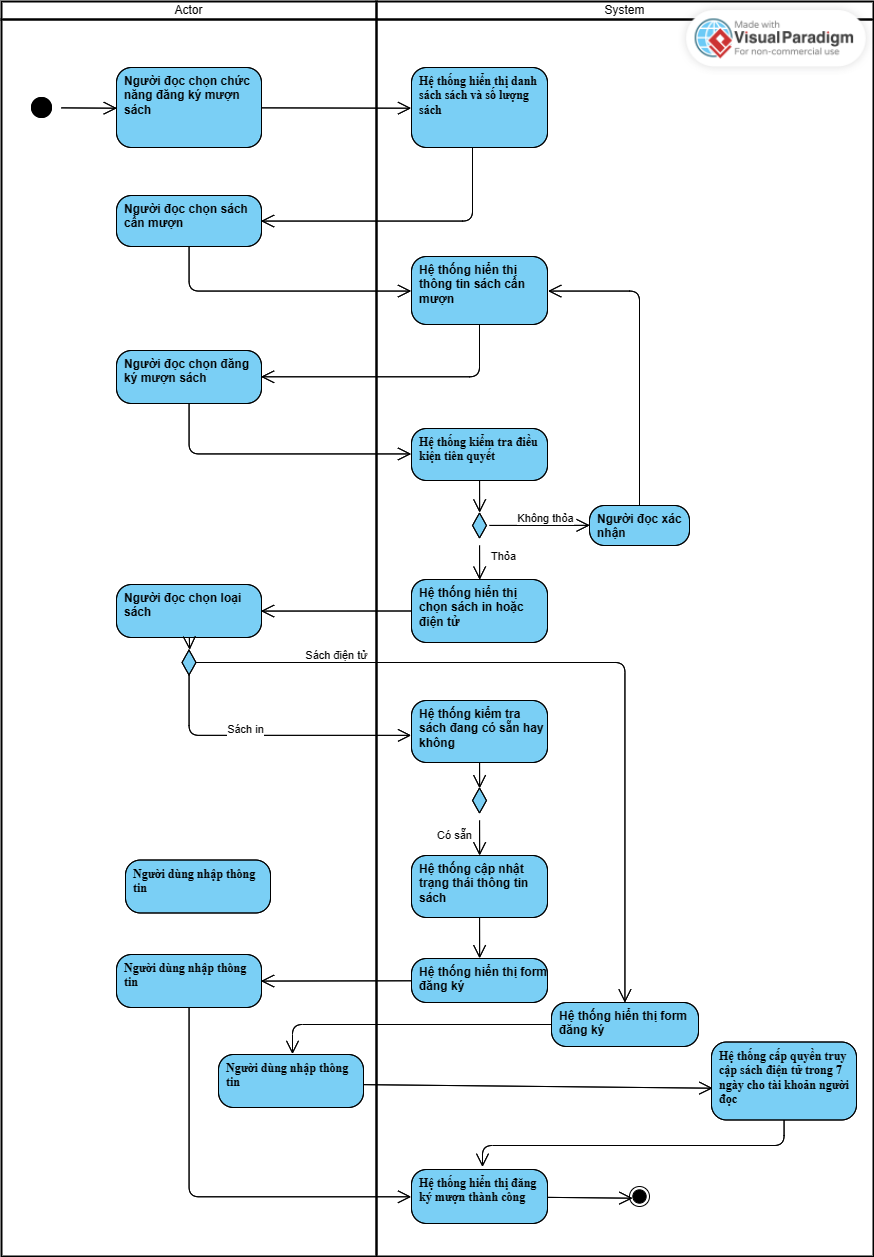 Actor
System
Made with
VisualParadigm
For non-commercial use
Người đọc chọn chức
năng đăng ký mượn
sách
Hệ thống hiển thị danh
sách sách và số lượng
sách
Người đọc chọn sách
cần mượn
Hệ thống hiển thị
thông tin sách cần
mượn
Người đọc chọn đăng
ký mượn sách
Hệ thống kiểm tra điều
kiện tiên quyết
Không thỏa
Người đọc xác
nhận
Thỏa
Hệ thống hiển thị
chọn sách in hoặc
điện tử
Người đọc chọn loại
sách
Sách điện tử
Sách in
Hệ thống kiểm tra
sách đang có sẵn hay
không
Có sẵn
Hệ thống cập nhật
trạng thái thông tin
sách
Người dùng nhập thông
tin
Người dùng nhập thông
tin
Hệ thống hiển thị form
đăng ký
Hệ thống hiển thị form
đăng ký
Người dùng nhập thông
tin
Hệ thống cấp quyền truy
cập sách điện tử trong 7
ngày cho tài khoản người
đọc
Hệ thống hiển thị đăng
ký mượn thành công